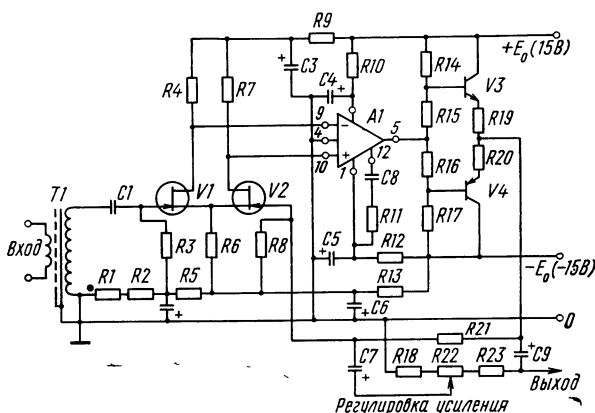 R9
+E₀ (15В)
C3
C4
R10
R14
V3
R4
R7
A1
R15
R19
9
4
10
5
12
1
R16
R20
C8
V4
T1
C1
V1
V2
R11
R17
Вход
R3
R6
R8
C5
R12
−E₀ (−15В)
R1
R2
R5
R13
C6
0
R21
C7
R18
R22
R23
C9
Выход
Регулировка усиления